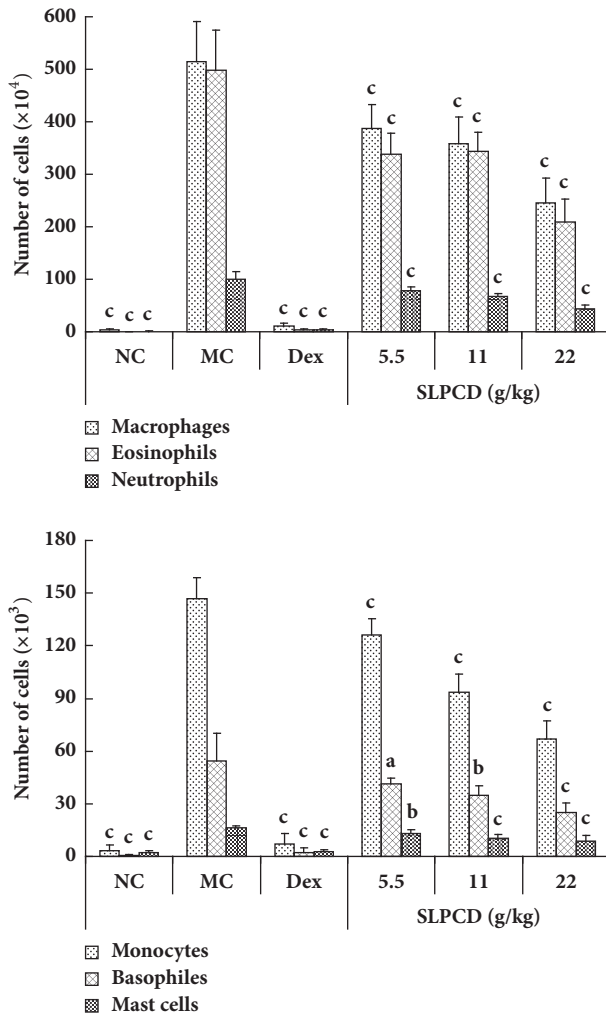 600
500
400
300
200
100
0
Number of cells (×10⁴)
c c c c c c c c c c c c c c c
NC MC Dex 5.5 11 22
SLPCD (g/kg)
Macrophages
Eosinophils
Neutrophils
180
150
120
90
60
30
0
Number of cells (×10³)
c c c c c c c a b c b c c c c
NC MC Dex 5.5 11 22
SLPCD (g/kg)
Monocytes
Basophiles
Mast cells